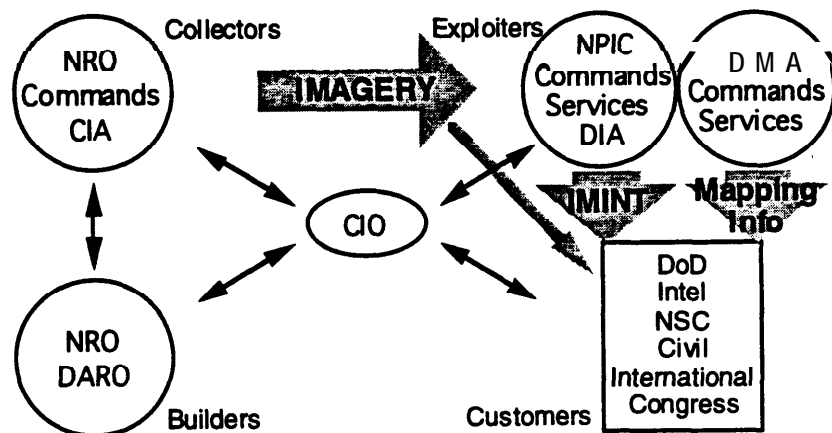 Collectors
NRO
Commands
CIA
IMAGERY
Exploiters
NPIC
Commands
Services
DIA
DMA
Commands
Services
IMINT
Mapping
Info
CIO
NRO
DARO
Builders
DoD
Intel
NSC
Civil
International
Congress
Customers